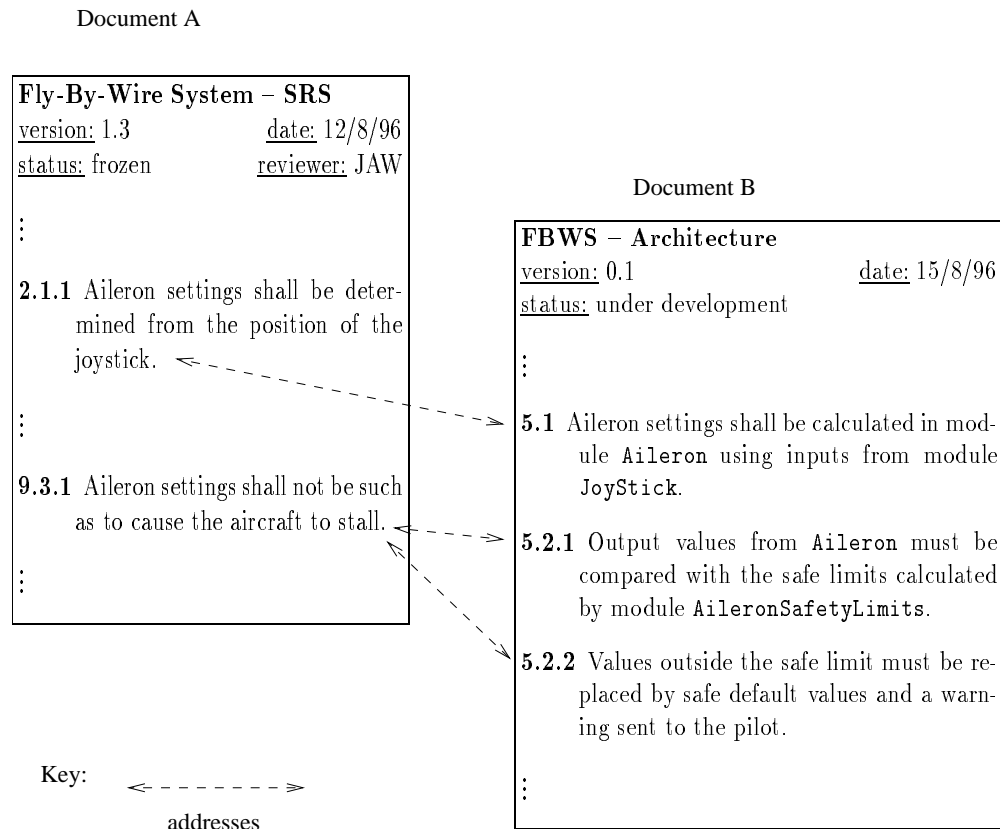 Document A
Fly-By-Wire System – SRS
version: 1.3 date: 12/8/96
status: frozen reviewer: JAW
⋮
2.1.1 Aileron settings shall be deter-
mined from the position of the
joystick.
⋮
9.3.1 Aileron settings shall not be such
as to cause the aircraft to stall.
⋮
Document B
FBWS – Architecture
version: 0.1 date: 15/8/96
status: under development
⋮
5.1 Aileron settings shall be calculated in mod-
ule Aileron using inputs from module
JoyStick.
5.2.1 Output values from Aileron must be
compared with the safe limits calculated
by module AileronSafetyLimits.
5.2.2 Values outside the safe limit must be re-
placed by safe default values and a warn-
ing sent to the pilot.
⋮
Key:
addresses